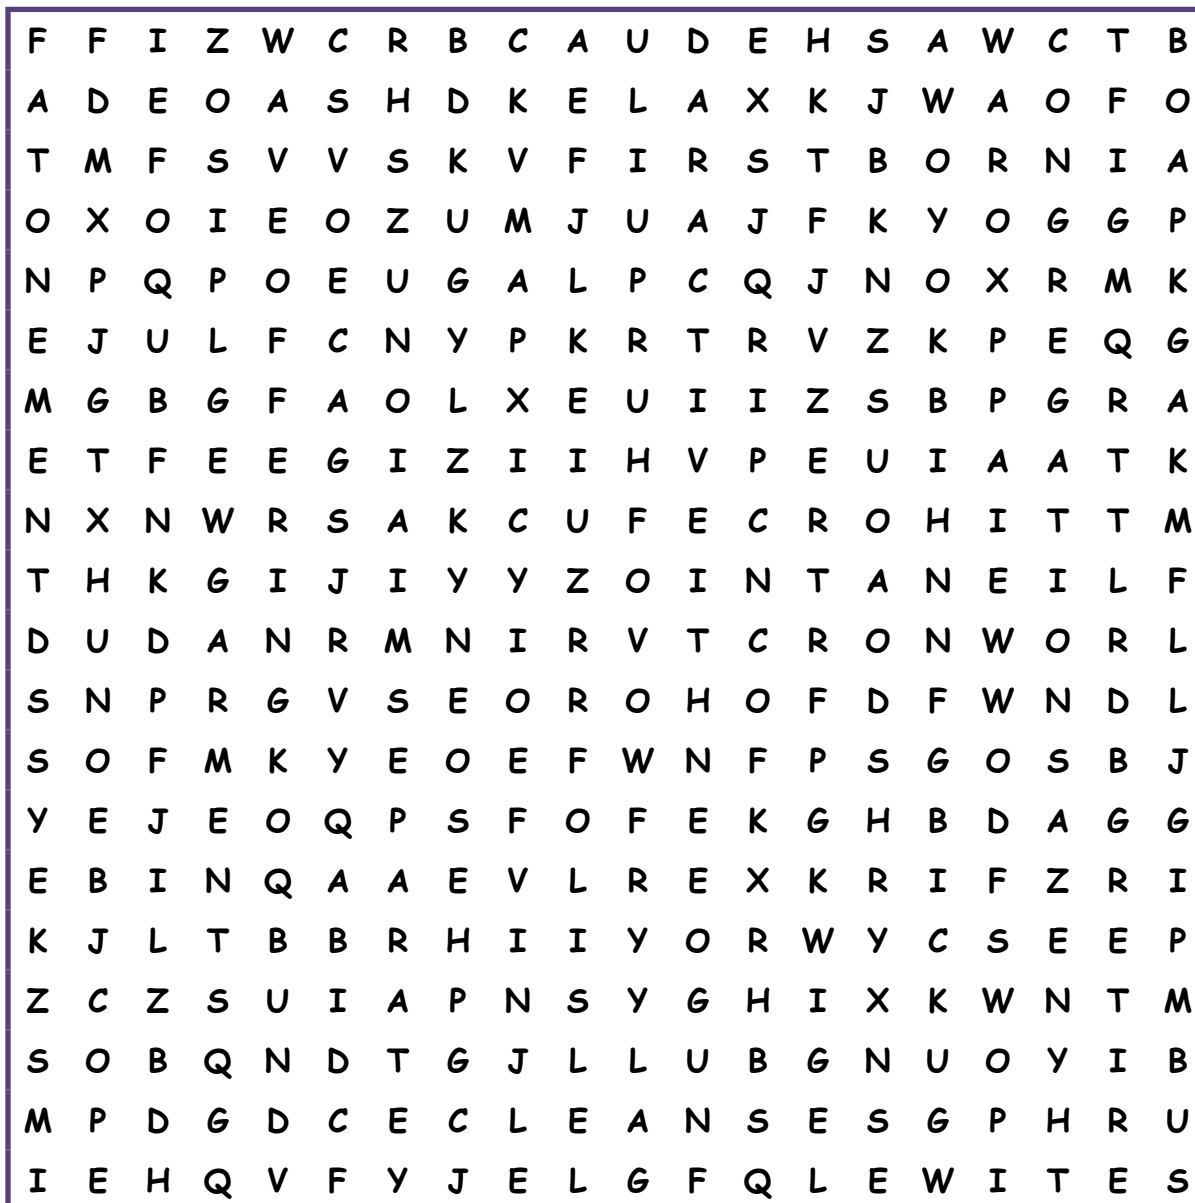 F F I Z W C R B C A U D E H S A W C T B
A D E O A S H D K E L A X K J W A O F O
T M F S V V S K V F I R S T B O R N I A
O X O I E O Z U M J U A J F K Y O G G P
N P Q P O E U G A L P C Q J N O X R M K
E J U L F C N Y P K R T R V Z K P E Q G
M G B G F A O L X E U I I Z S B P G R A
E T F E E G I Z I I H V P E U I A A T K
N X N W R S A K C U F E C R O H I T T M
T H K G I J I Y Y Z O I N T A N E I L F
D U D A N R M N I R V T C R O N W O R L
S N P R G V S E O R O H O F D F W N D L
S O F M K Y E O E F W N F P S G O S B J
Y E J E O Q P S F O F E K G H B D A G G
E B I N Q A A E V L R E X K R I F Z R I
K J L T B B R H I I Y O R W Y C S E E P
Z C Z S U I A P N S Y G H I X K W N T M
S O B Q N D T G J L L U B G N U O Y I B
M P D G D C E C L E A N S E S G P H R U
I E H Q V F Y J E L G F Q L E W I T E S